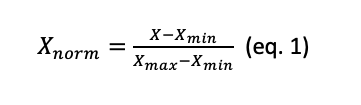 X_norm = (X−X_min)/(X_max−X_min) (eq. 1)